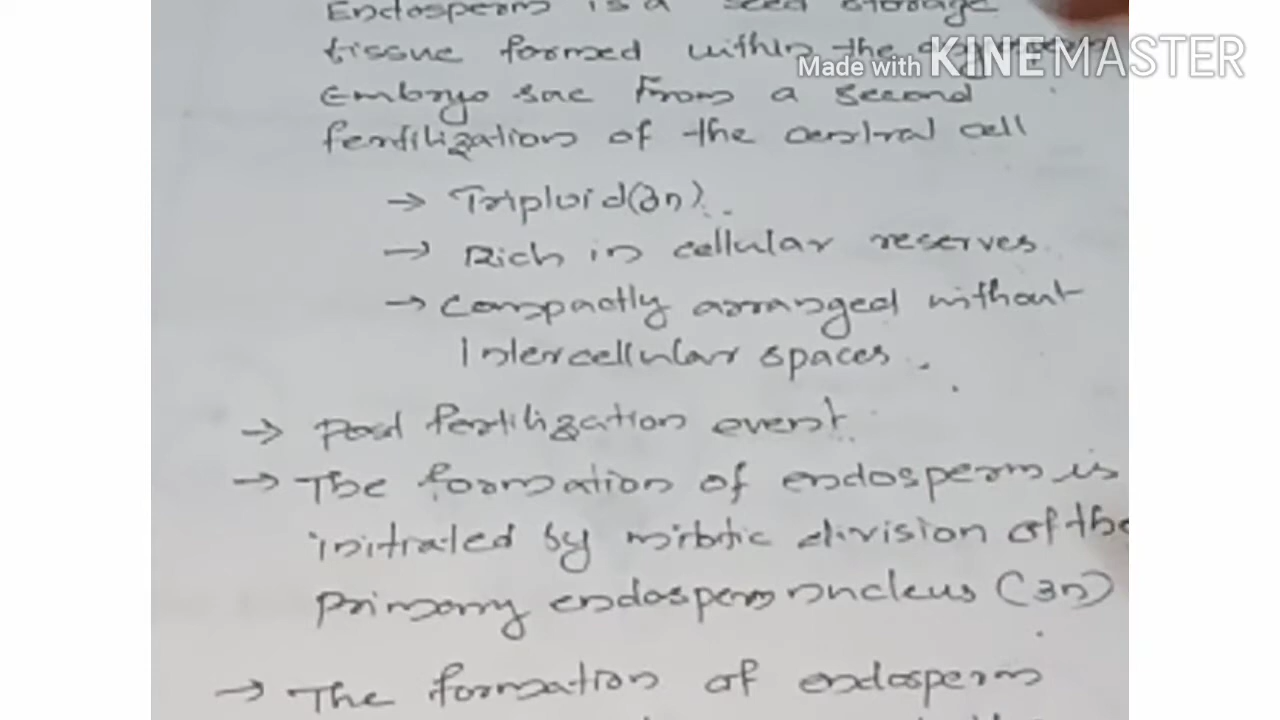 Endosperm is a seed storage
tissue formed within the
Made with KINEMASTER
Embryo sac From a second
fertilization of the central cell
→ Triploid(3n).
→ Rich in cellular reserves.
→ Compactly arranged without
Intercellular spaces.
→ Post fertilization event.
→ The formation of endosperm is
initiated by mitotic division of the
Primary endosperm nucleus (3n).
→ The formation of endosperm